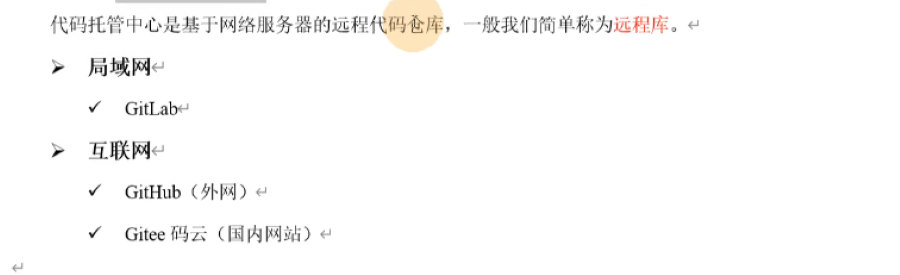 代码托管中心是基于网络服务器的远程代码仓库，一般我们简单称为远程库。
➢ 局域网
✓ GitLab
➢ 互联网
✓ GitHub（外网）
✓ Gitee 码云（国内网站）